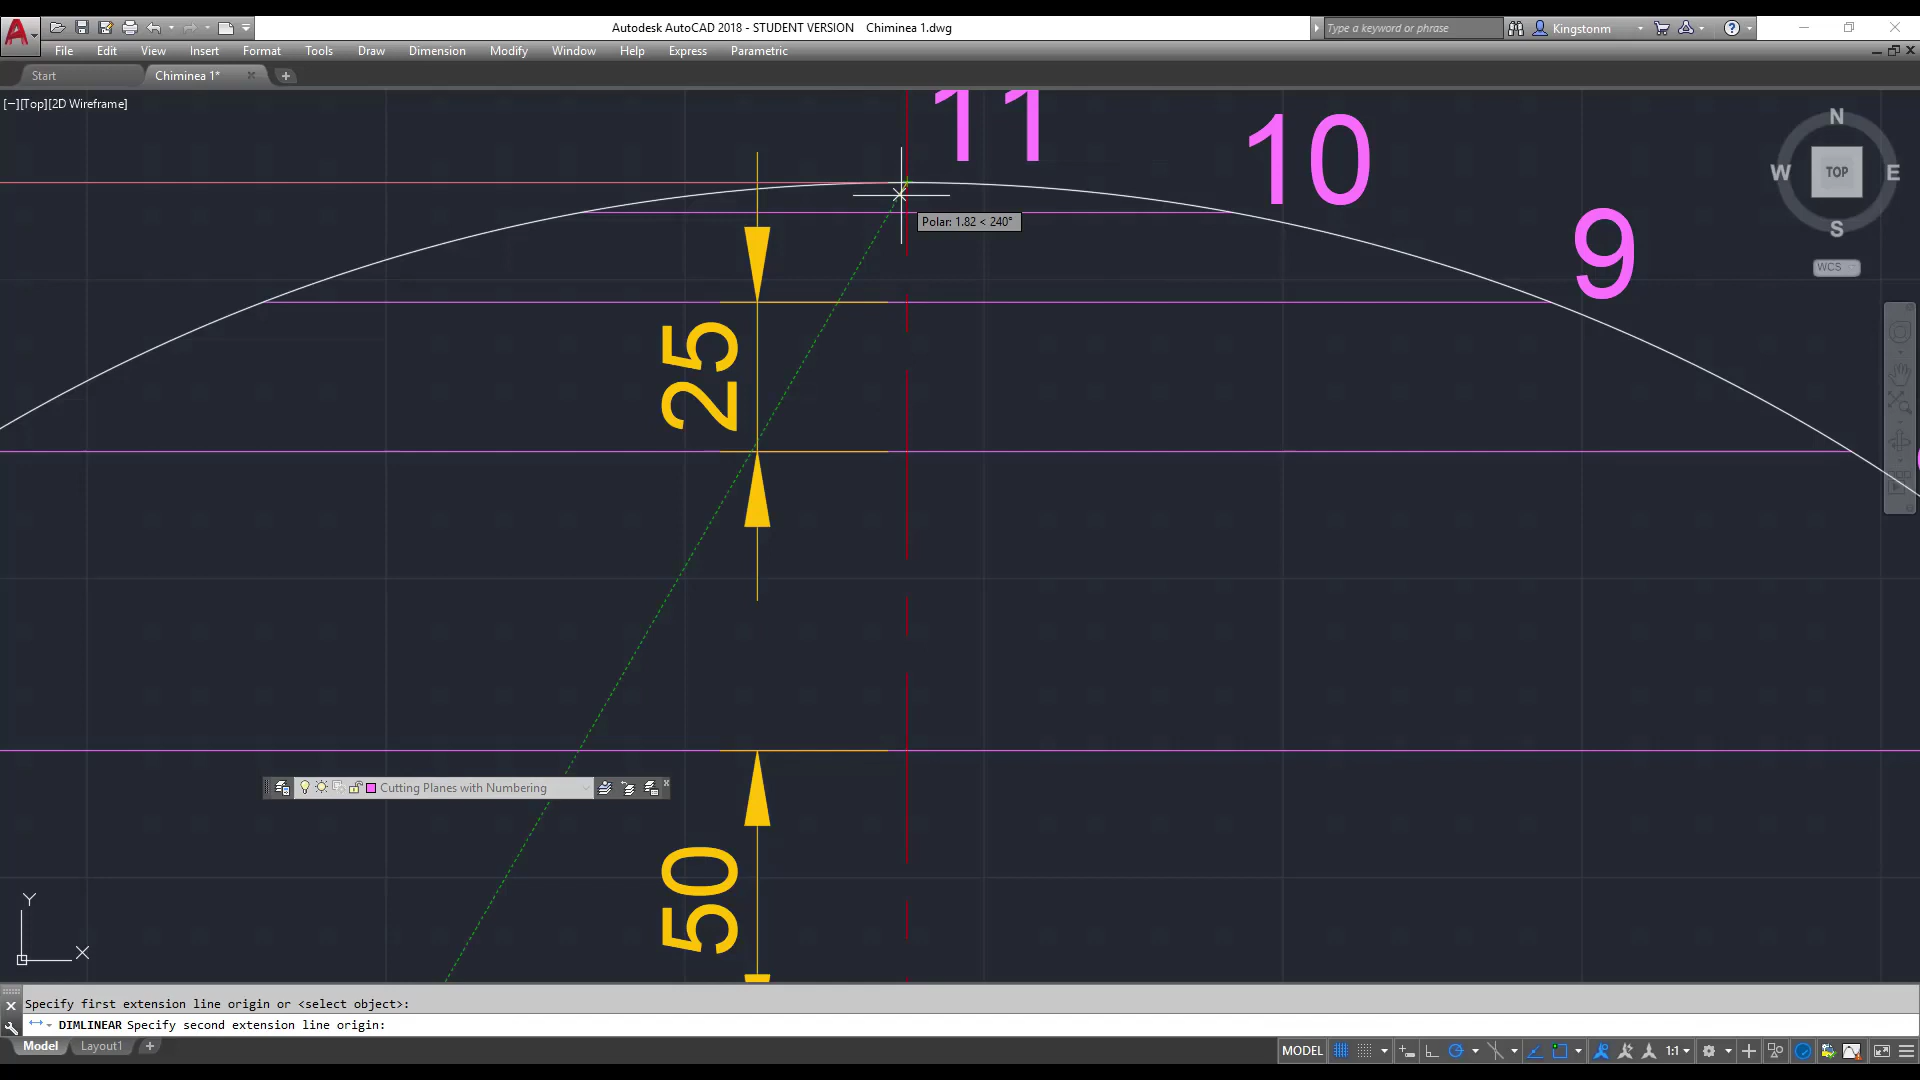 Autodesk AutoCAD 2018 - STUDENT VERSION Chiminea 1.dwg
Type a keyword or phrase
Kingstonm
File Edit View Insert Format Tools Draw Dimension Modify Window Help Express Parametric
Start
Chiminea 1*
[−][Top][2D Wireframe]
11
10
9
N
W
TOP
E
S
WCS
Polar: 1.82 < 240°
25
Cutting Planes with Numbering
50
Y
X
Specify first extension line origin or <select object>:
DIMLINEAR Specify second extension line origin:
Model
Layout1
MODEL
1:1